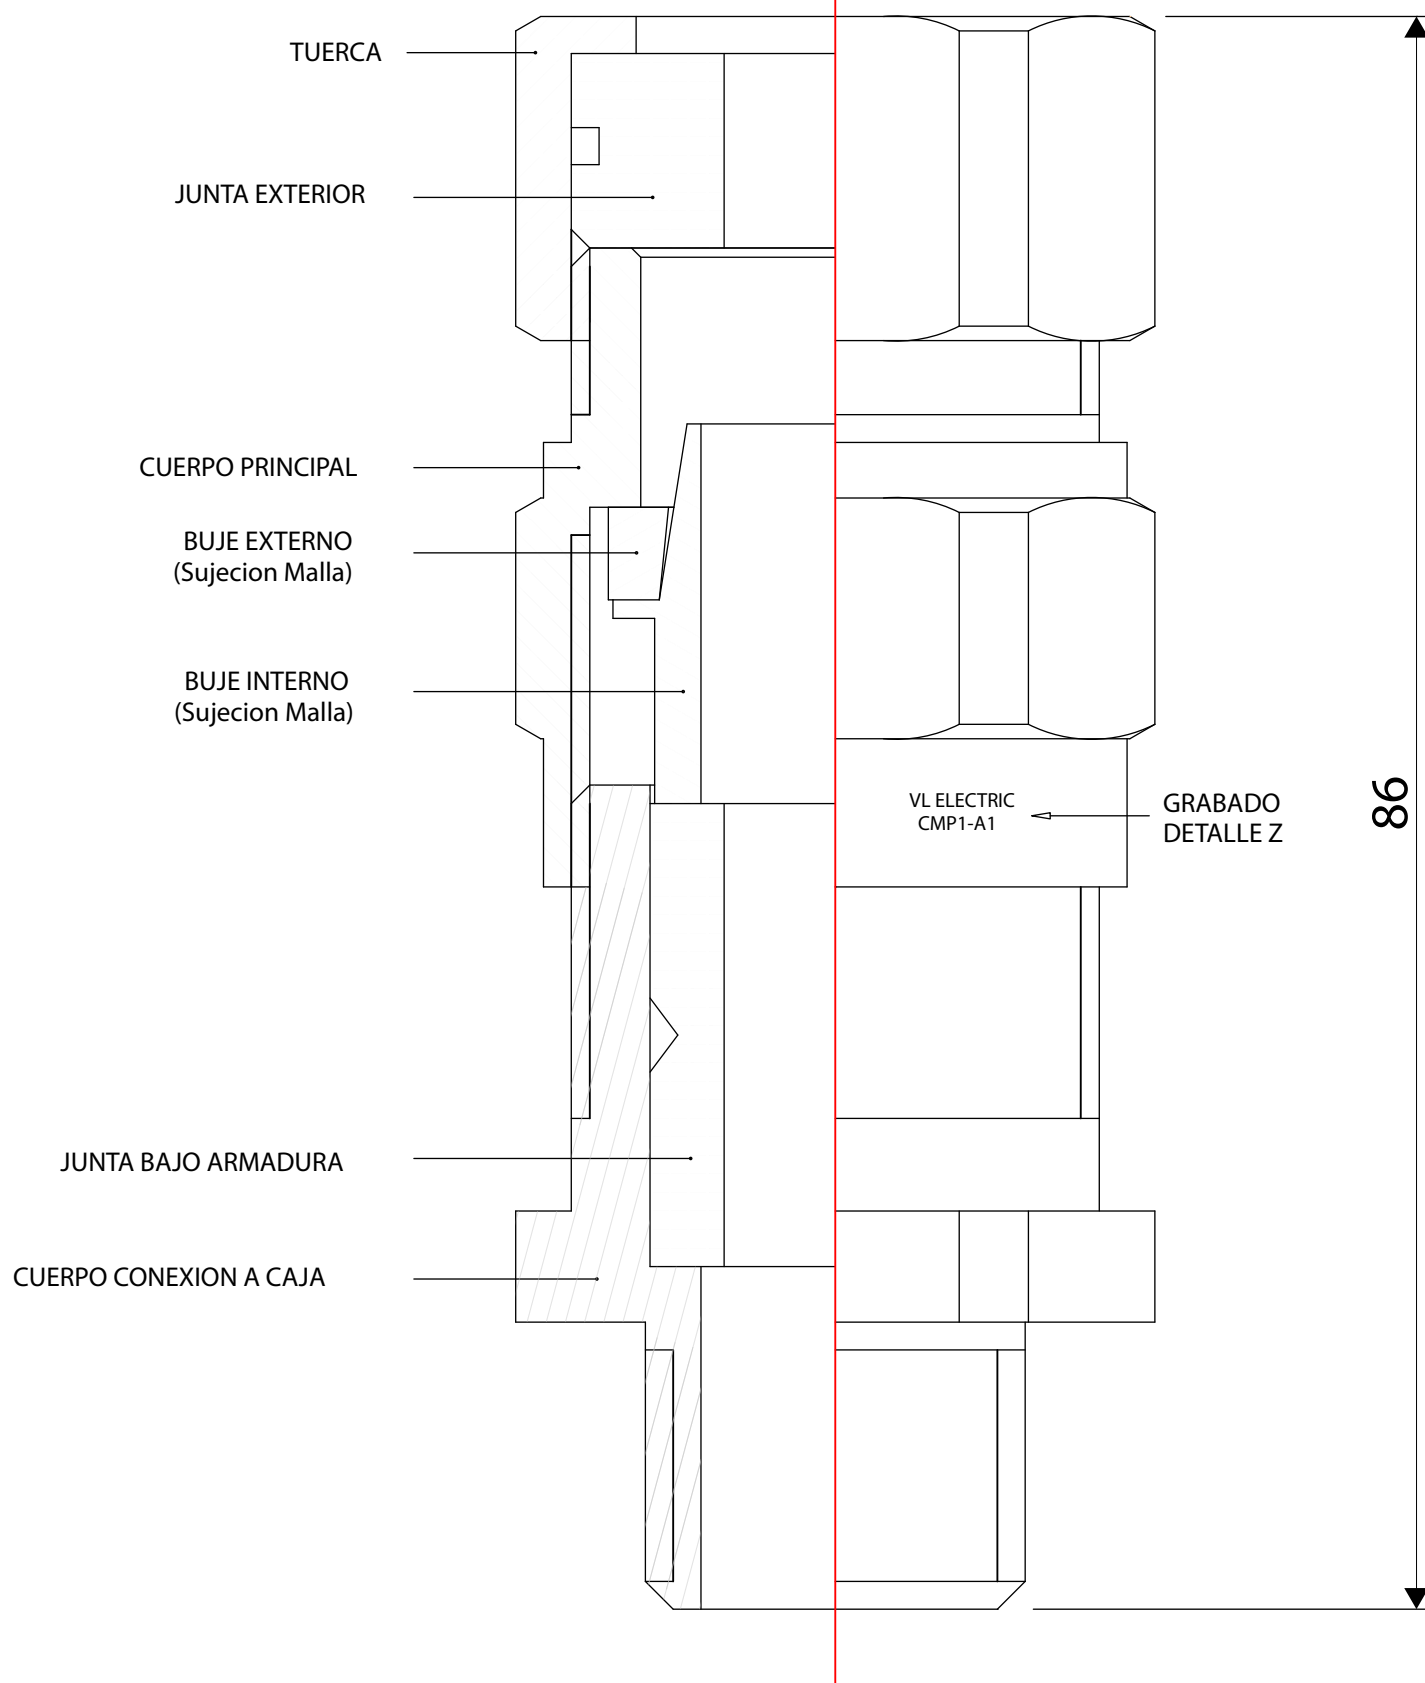 TUERCA
JUNTA EXTERIOR
CUERPO PRINCIPAL
BUJE EXTERNO
(Sujecion Malla)
BUJE INTERNO
(Sujecion Malla)
VL ELECTRIC
CMP1-A1
GRABADO
DETALLE Z
86
JUNTA BAJO ARMADURA
CUERPO CONEXION A CAJA